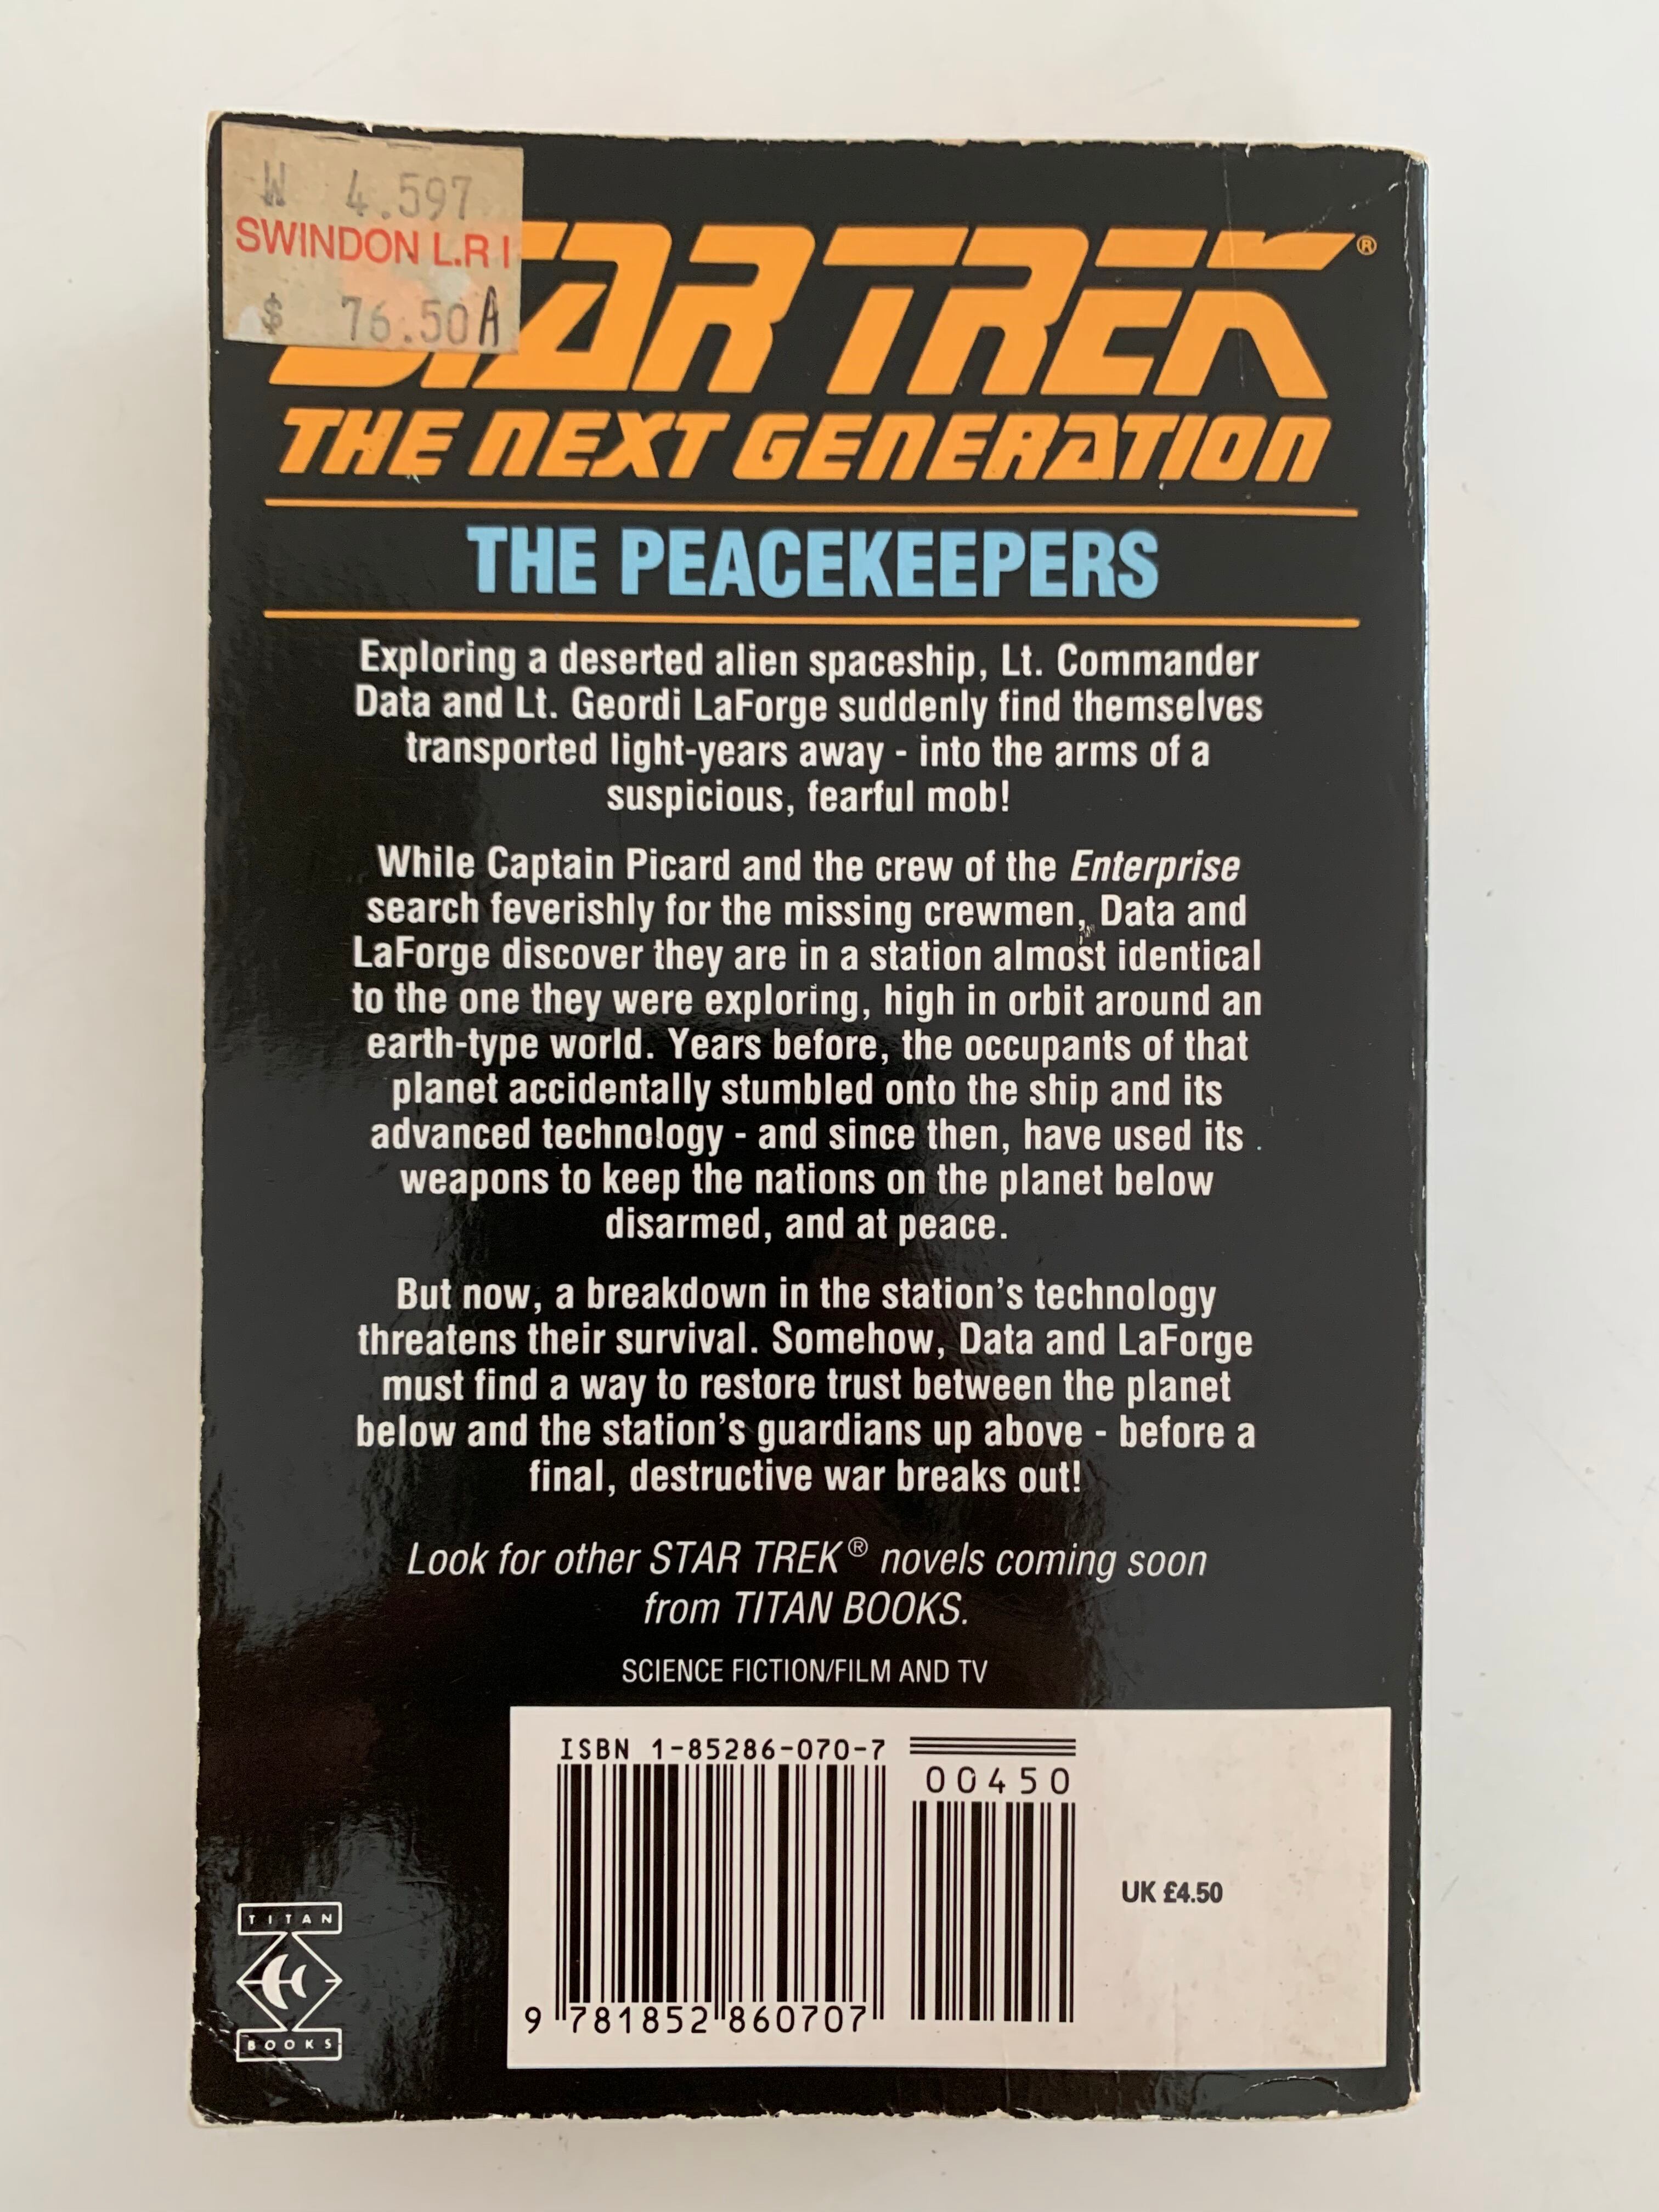 W 4.597
SWINDON L.R I
$ 76.50A
STAR TREK®
THE NEXT GENERATION
THE PEACEKEEPERS
Exploring a deserted alien spaceship, Lt. Commander
Data and Lt. Geordi LaForge suddenly find themselves
transported light-years away - into the arms of a
suspicious, fearful mob!
While Captain Picard and the crew of the Enterprise
search feverishly for the missing crewmen, Data and
LaForge discover they are in a station almost identical
to the one they were exploring, high in orbit around an
earth-type world. Years before, the occupants of that
planet accidentally stumbled onto the ship and its
advanced technology - and since then, have used its
weapons to keep the nations on the planet below
disarmed, and at peace.
But now, a breakdown in the station's technology
threatens their survival. Somehow, Data and LaForge
must find a way to restore trust between the planet
below and the station's guardians up above - before a
final, destructive war breaks out!
Look for other STAR TREK® novels coming soon
from TITAN BOOKS.
SCIENCE FICTION/FILM AND TV
ISBN 1-85286-070-7
00450
UK £4.50
9 781852 860707
TITAN
BOOKS